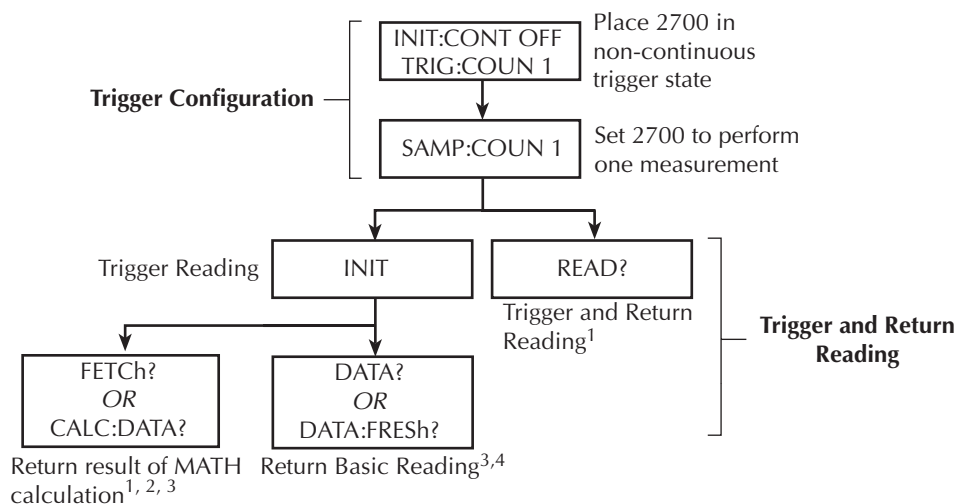 INIT:CONT OFF
TRIG:COUN 1
Place 2700 in
non-continuous
trigger state
Trigger Configuration
SAMP:COUN 1
Set 2700 to perform
one measurement
Trigger Reading
INIT
READ?
Trigger and Return
Reading1
Trigger and Return
Reading
FETCh?
OR
CALC:DATA?
DATA?
OR
DATA:FRESh?
Return result of MATH
calculation1, 2, 3
Return Basic Reading3,4